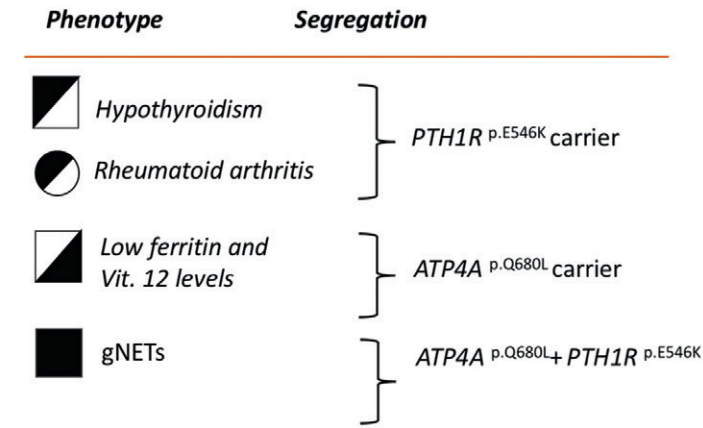 Phenotype Segregation
Hypothyroidism
PTH1R p.E546K carrier
Rheumatoid arthritis
Low ferritin and
Vit. 12 levels
ATP4A p.Q680L carrier
gNETs
ATP4A p.Q680L+ PTH1R p.E546K